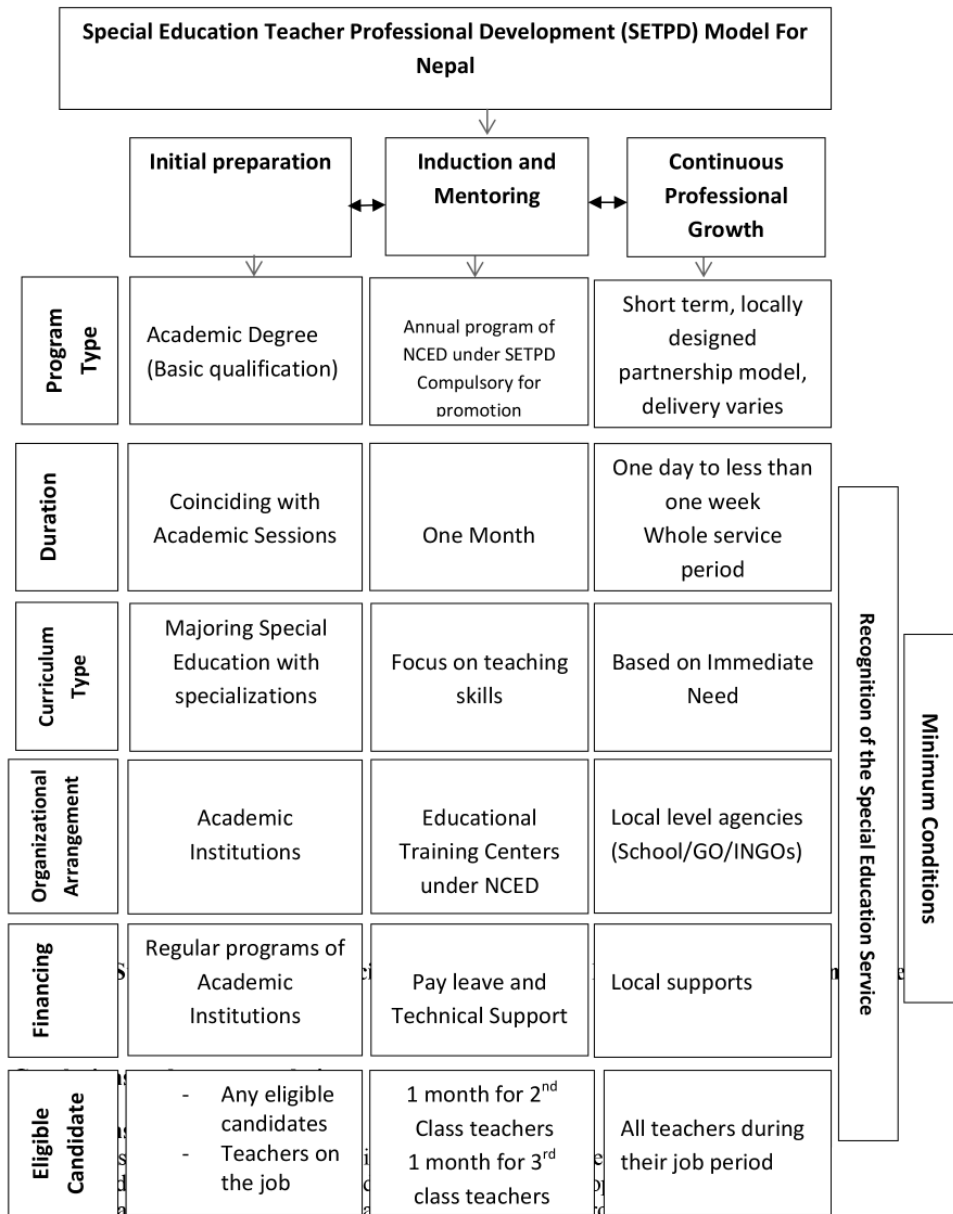 Special Education Teacher Professional Development (SETPD) Model For
Nepal
Initial preparation
Induction and
Mentoring
Continuous
Professional
Growth
Program
Type
Academic Degree
(Basic qualification)
Annual program of
NCED under SETPD
Compulsory for
promotion
Short term, locally
designed
partnership model,
delivery varies
Duration
Coinciding with
Academic Sessions
One Month
One day to less than
one week
Whole service
period
Curriculum
Type
Majoring Special
Education with
specializations
Focus on teaching
skills
Based on Immediate
Need
Organizational
Arrangement
Academic
Institutions
Educational
Training Centers
under NCED
Local level agencies
(School/GO/INGOs)
Financing
Regular programs of
Academic
Institutions
Pay leave and
Technical Support
Local supports
Eligible
Candidate
- Any eligible
candidates
- Teachers on
the job
1 month for 2nd
Class teachers
1 month for 3rd
class teachers
All teachers during
their job period
Recognition of the Special Education Service
Minimum Conditions